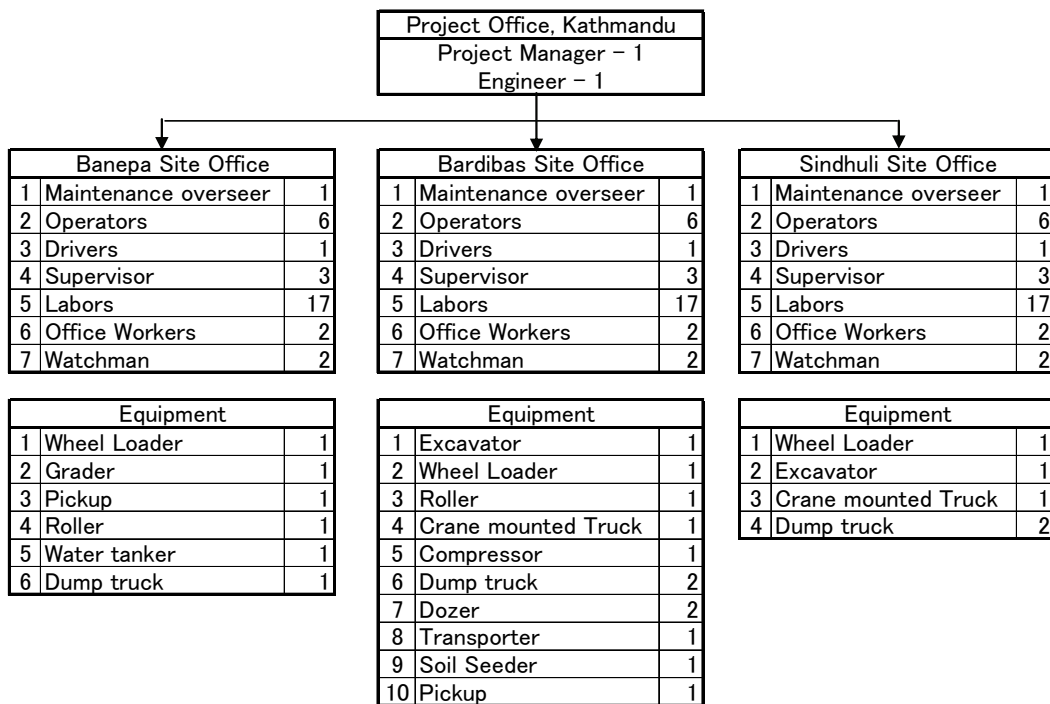 Project Office, Kathmandu
Project Manager - 1
Engineer - 1
Banepa Site Office
1 Maintenance overseer 1
2 Operators 6
3 Drivers 1
4 Supervisor 3
5 Labors 17
6 Office Workers 2
7 Watchman 2
Bardibas Site Office
1 Maintenance overseer 1
2 Operators 6
3 Drivers 1
4 Supervisor 3
5 Labors 17
6 Office Workers 2
7 Watchman 2
Sindhuli Site Office
1 Maintenance overseer 1
2 Operators 6
3 Drivers 1
4 Supervisor 3
5 Labors 17
6 Office Workers 2
7 Watchman 2
Equipment
1 Wheel Loader 1
2 Grader 1
3 Pickup 1
4 Roller 1
5 Water tanker 1
6 Dump truck 1
Equipment
1 Excavator 1
2 Wheel Loader 1
3 Roller 1
4 Crane mounted Truck 1
5 Compressor 1
6 Dump truck 2
7 Dozer 2
8 Transporter 1
9 Soil Seeder 1
10 Pickup 1
Equipment
1 Wheel Loader 1
2 Excavator 1
3 Crane mounted Truck 1
4 Dump truck 2